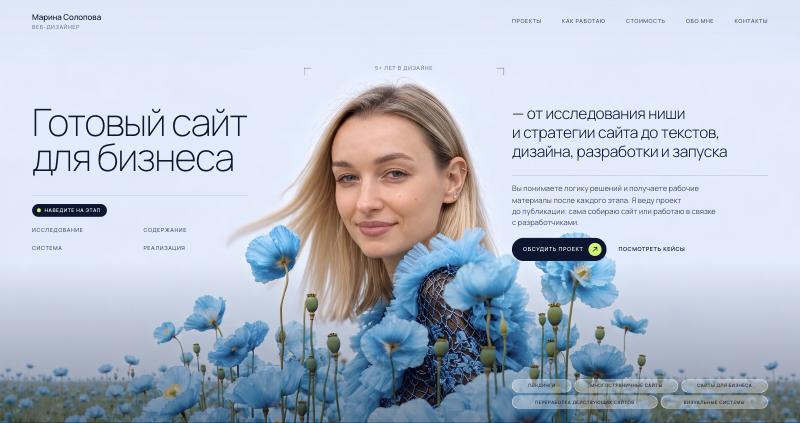 Марина Солопова
ВЕБ-ДИЗАЙНЕР
ПРОЕКТЫ
КАК РАБОТАЮ
СТОИМОСТЬ
ОБО МНЕ
КОНТАКТЫ
5+ ЛЕТ В ДИЗАЙНЕ
Готовый сайт
для бизнеса
— от исследования ниши
и стратегии сайта до текстов,
дизайна, разработки и запуска
НАВЕДИТЕ НА ЭТАП
ИССЛЕДОВАНИЕ
СОДЕРЖАНИЕ
СИСТЕМА
РЕАЛИЗАЦИЯ
Вы понимаете логику решений и получаете рабочие
материалы после каждого этапа. Я веду проект
до публикации: сама собираю сайт или работаю в связке
с разработчиками.
ОБСУДИТЬ ПРОЕКТ
ПОСМОТРЕТЬ КЕЙСЫ
ЛЕНДИНГИ
МНОГОСТРАНИЧНЫЕ САЙТЫ
САЙТЫ ДЛЯ БИЗНЕСА
ПЕРЕРАБОТКА ДЕЙСТВУЮЩИХ САЙТОВ
ВИЗУАЛЬНЫЕ СИСТЕМЫ